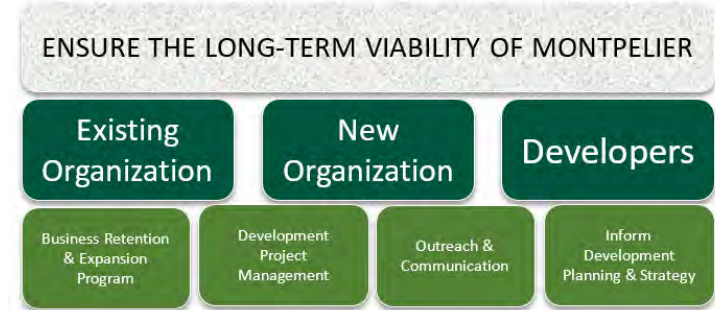 ENSURE THE LONG-TERM VIABILITY OF MONTPELIER
Existing
Organization
New
Organization
Developers
Business Retention
& Expansion
Program
Development
Project
Management
Outreach &
Communication
Inform
Development
Planning & Strategy